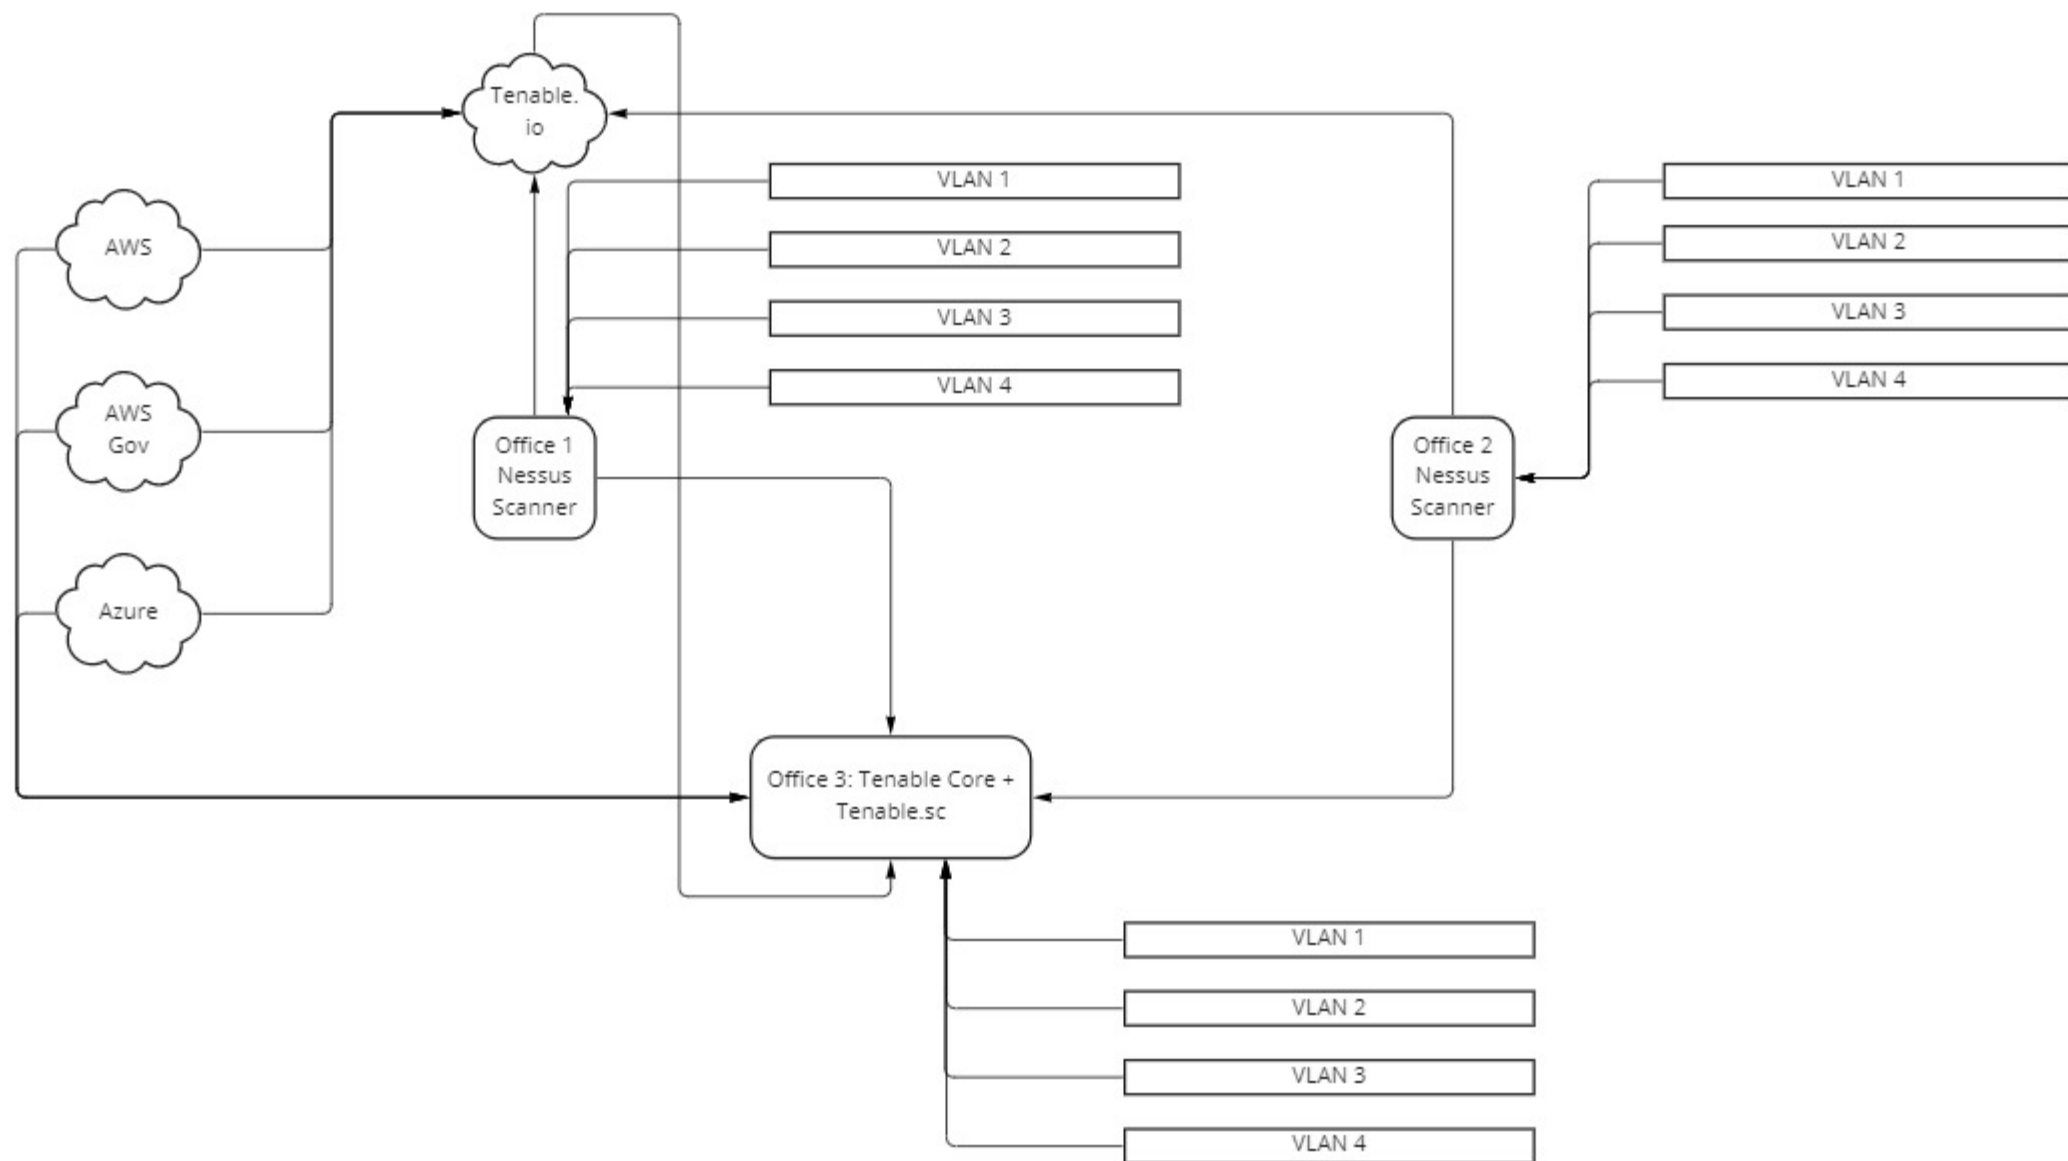 Tenable.
io
VLAN 1
VLAN 1
AWS
VLAN 2
VLAN 2
VLAN 3
VLAN 3
VLAN 4
VLAN 4
AWS
Gov
Office 1
Nessus
Scanner
Office 2
Nessus
Scanner
Azure
Office 3: Tenable Core +
Tenable.sc
VLAN 1
VLAN 2
VLAN 3
VLAN 4